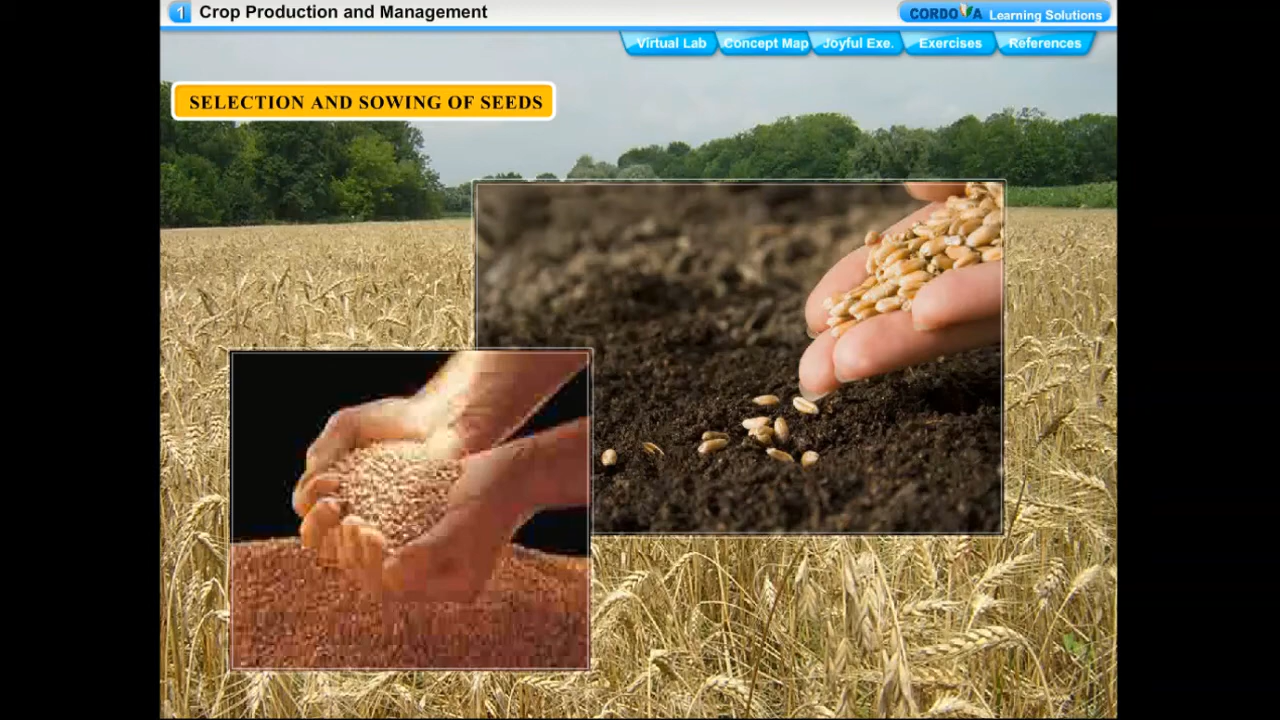 1 Crop Production and Management
CORDOVA Learning Solutions
Virtual Lab Concept Map Joyful Exe. Exercises References
SELECTION AND SOWING OF SEEDS